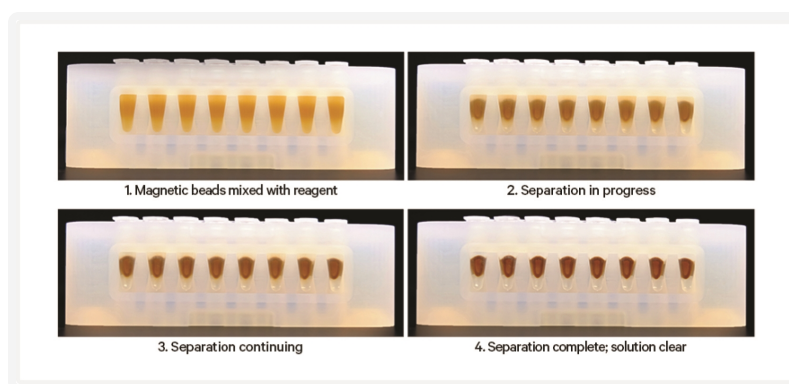 1. Magnetic beads mixed with reagent
2. Separation in progress
3. Separation continuing
4. Separation complete; solution clear